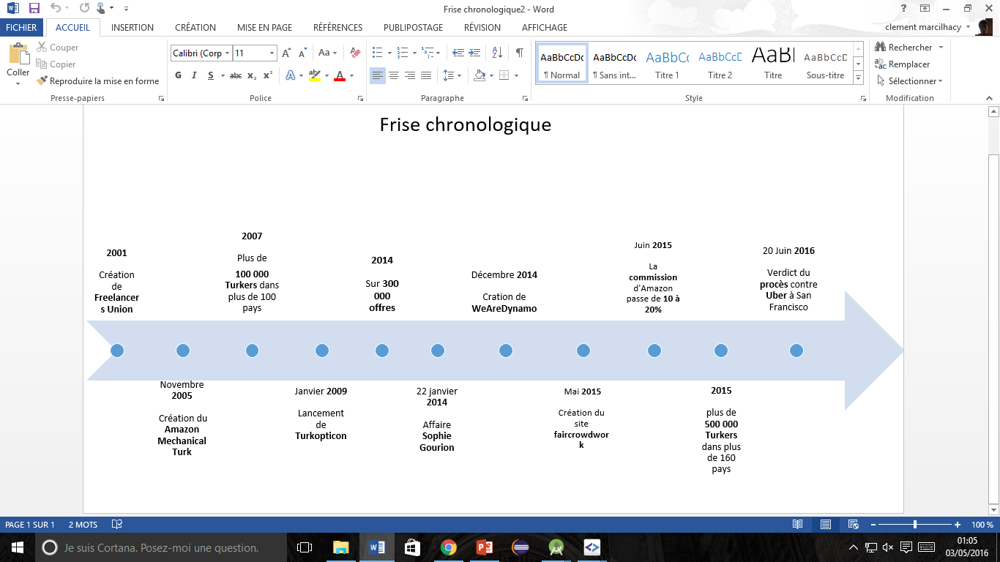 Frise chronologique2 - Word
FICHIER ACCUEIL INSERTION CRÉATION MISE EN PAGE RÉFÉRENCES PUBLIPOSTAGE RÉVISION AFFICHAGE clement marcilhacy
Coller
Couper
Copier
Reproduire la mise en forme
Presse-papiers
Calibri (Corp 11
Aa
G I S abc x₂ x²
Police
Paragraphe
AaBbCcDc AaBbCcDc AaBbCc AaBbCcD AaBl AaBbCcD
¶ Normal ¶ Sans int... Titre 1 Titre 2 Titre Sous-titre
Style
Rechercher
Remplacer
Sélectionner
Modification
Frise chronologique
2001
Création
de
Freelancer
s Union
Novembre
2005
Création du
Amazon
Mechanical
Turk
2007
Plus de
100 000
Turkers dans
plus de 100
pays
Janvier 2009
Lancement
de
Turkopticon
2014
Sur 300
000
offres
22 janvier
2014
Affaire
Sophie
Gourion
Décembre 2014
Cration de
WeAreDynamo
Mai 2015
Création du
site
faircrowdwor
k
Juin 2015
La
commission
d'Amazon
passe de 10 à
20%
2015
plus de
500 000
Turkers
dans plus
de 160
pays
20 Juin 2016
Verdict du
procès contre
Uber à San
Francisco
PAGE 1 SUR 1 2 MOTS 100 %
Je suis Cortana. Posez-moi une question.
01:05
03/05/2016